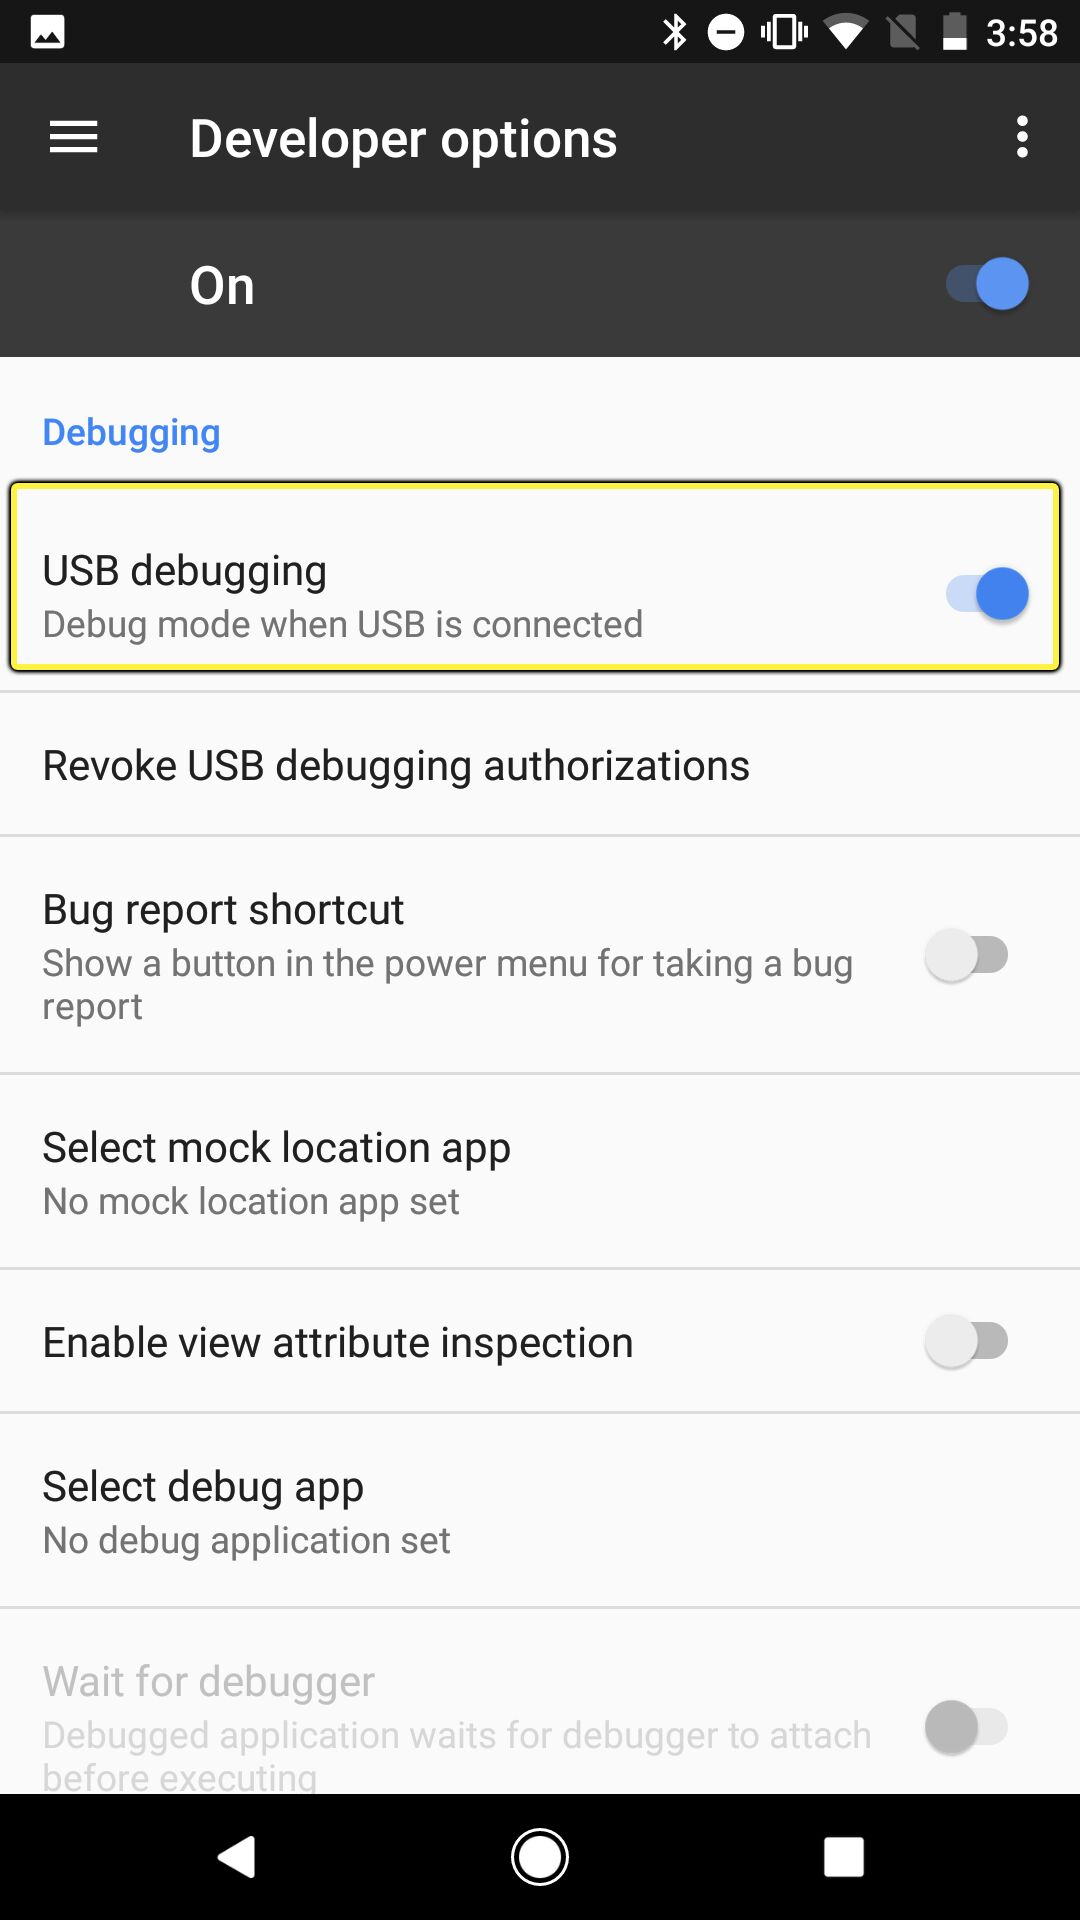 3:58
Developer options
On
Debugging
USB debugging
Debug mode when USB is connected
Revoke USB debugging authorizations
Bug report shortcut
Show a button in the power menu for taking a bug
report
Select mock location app
No mock location app set
Enable view attribute inspection
Select debug app
No debug application set
Wait for debugger
Debugged application waits for debugger to attach
before executing